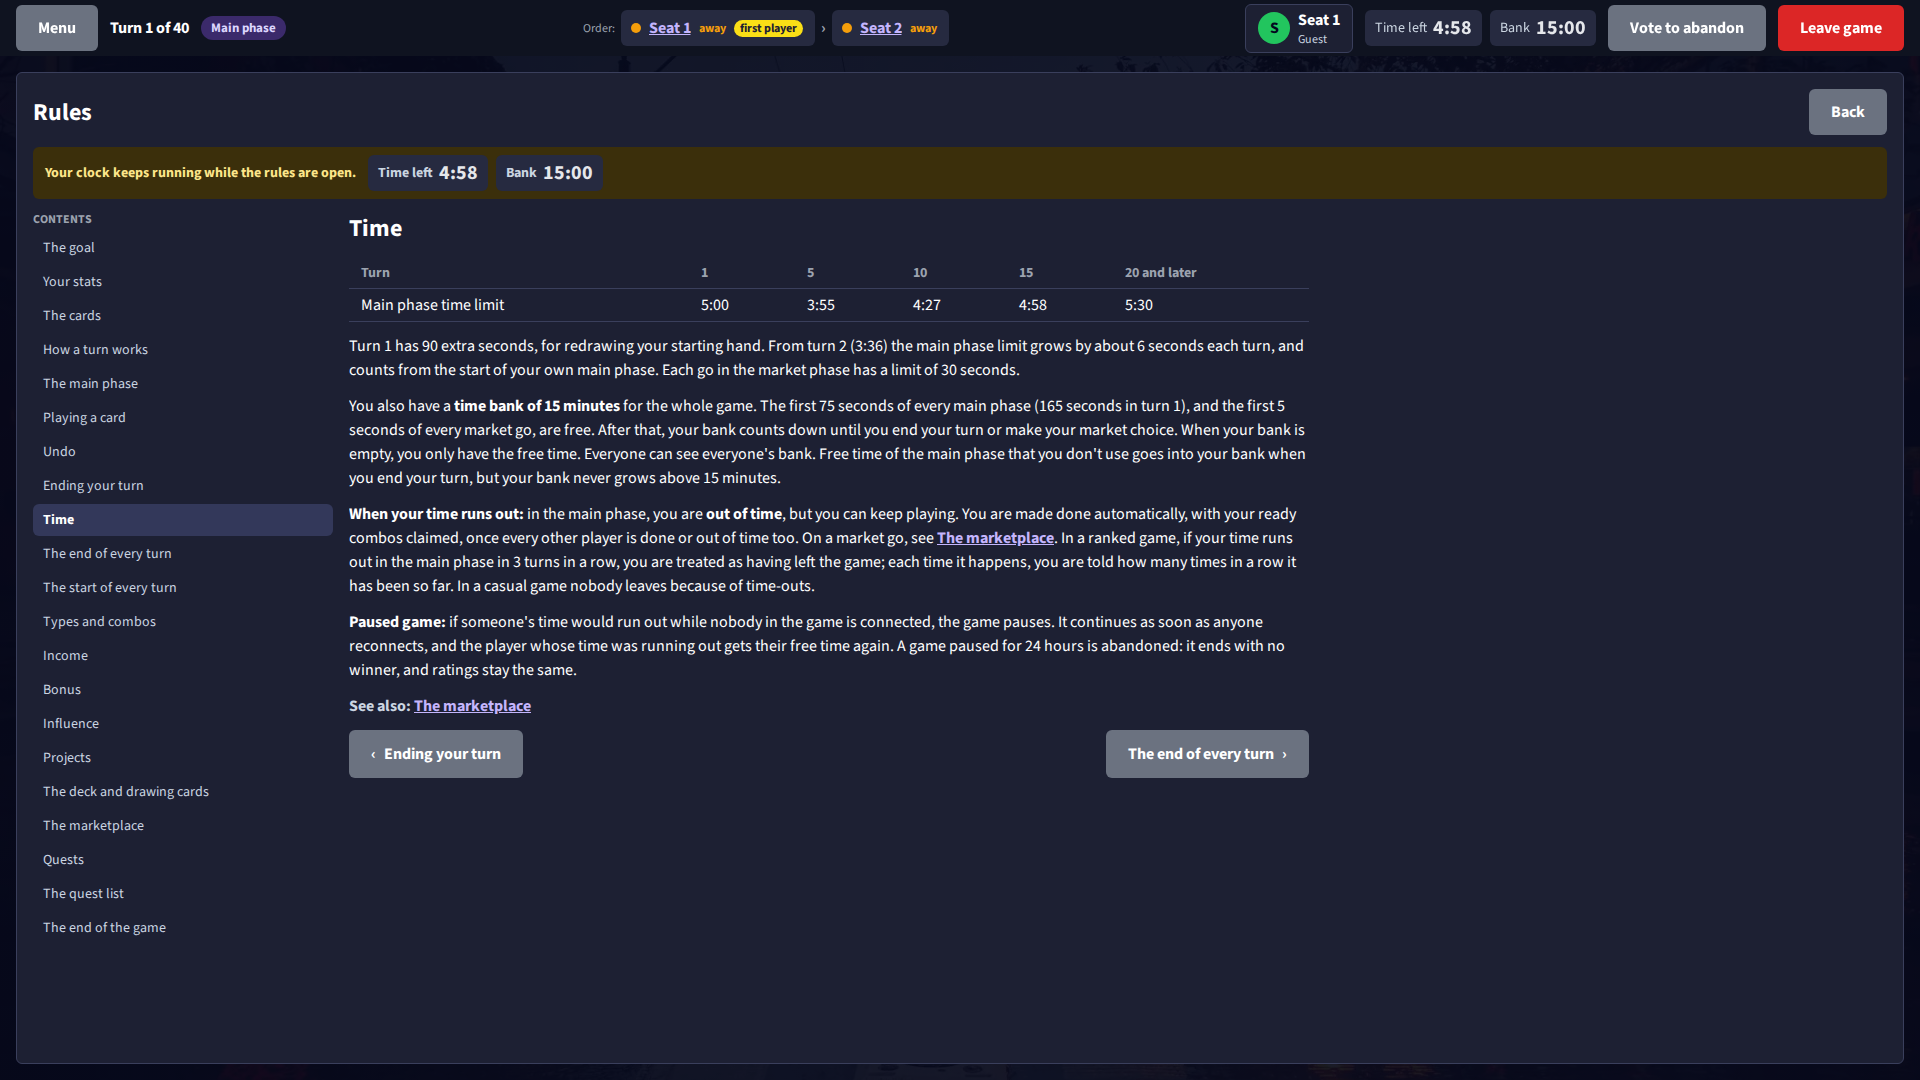 Menu
Turn 1 of 40
Main phase
Order:
Seat 1 away first player
›
Seat 2 away
S
Seat 1
Guest
Time left 4:58
Bank 15:00
Vote to abandon
Leave game
Rules
Back
Your clock keeps running while the rules are open.
Time left 4:58
Bank 15:00
CONTENTS
The goal
Your stats
The cards
How a turn works
The main phase
Playing a card
Undo
Ending your turn
Time
The end of every turn
The start of every turn
Types and combos
Income
Bonus
Influence
Projects
The deck and drawing cards
The marketplace
Quests
The quest list
The end of the game
Time
Turn 1 5 10 15 20 and later
Main phase time limit 5:00 3:55 4:27 4:58 5:30
Turn 1 has 90 extra seconds, for redrawing your starting hand. From turn 2 (3:36) the main phase limit grows by about 6 seconds each turn, and
counts from the start of your own main phase. Each go in the market phase has a limit of 30 seconds.
You also have a time bank of 15 minutes for the whole game. The first 75 seconds of every main phase (165 seconds in turn 1), and the first 5
seconds of every market go, are free. After that, your bank counts down until you end your turn or make your market choice. When your bank is
empty, you only have the free time. Everyone can see everyone's bank. Free time of the main phase that you don't use goes into your bank when
you end your turn, but your bank never grows above 15 minutes.
When your time runs out: in the main phase, you are out of time, but you can keep playing. You are made done automatically, with your ready
combos claimed, once every other player is done or out of time too. On a market go, see The marketplace. In a ranked game, if your time runs
out in the main phase in 3 turns in a row, you are treated as having left the game; each time it happens, you are told how many times in a row it
has been so far. In a casual game nobody leaves because of time-outs.
Paused game: if someone's time would run out while nobody in the game is connected, the game pauses. It continues as soon as anyone
reconnects, and the player whose time was running out gets their free time again. A game paused for 24 hours is abandoned: it ends with no
winner, and ratings stay the same.
See also: The marketplace
‹ Ending your turn
The end of every turn ›